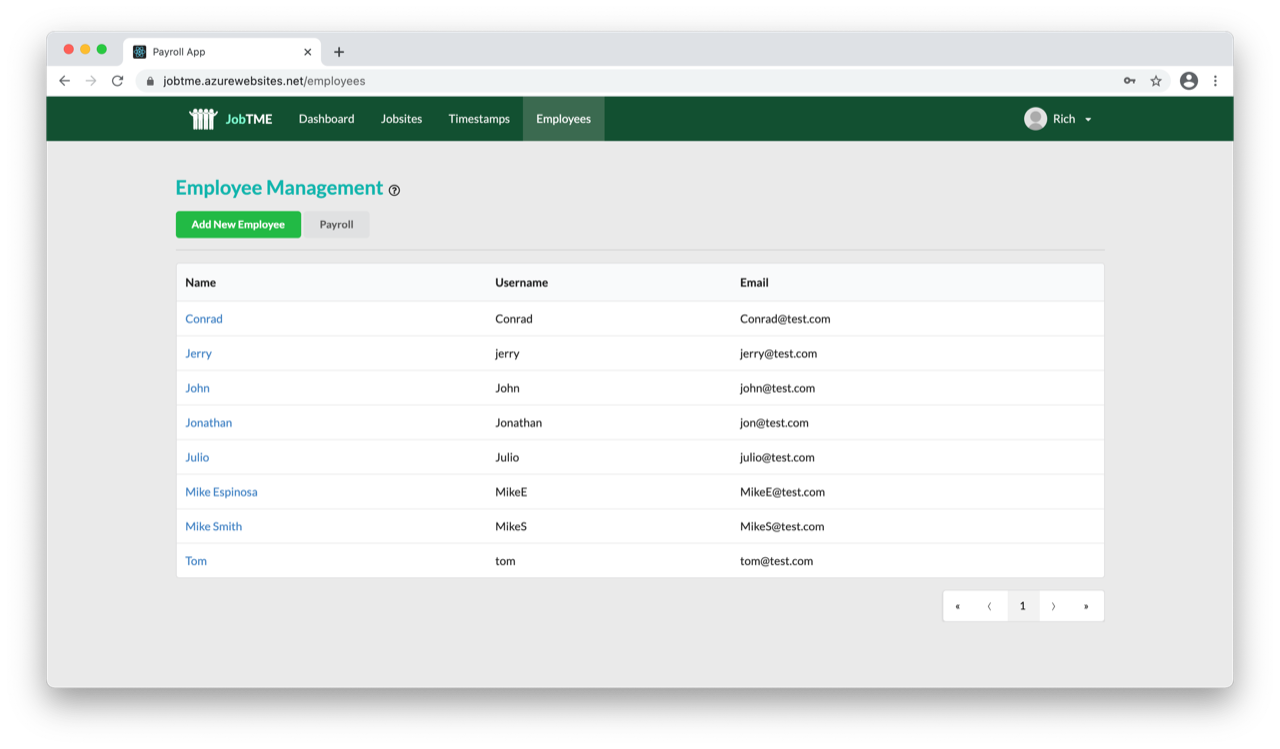 Payroll App
jobtme.azurewebsites.net/employees
JobTME Dashboard Jobsites Timestamps Employees Rich
Employee Management
Add New Employee Payroll
Name Username Email
Conrad Conrad Conrad@test.com
Jerry jerry jerry@test.com
John John john@test.com
Jonathan Jonathan jon@test.com
Julio Julio julio@test.com
Mike Espinosa MikeE MikeE@test.com
Mike Smith MikeS MikeS@test.com
Tom tom tom@test.com
« ‹ 1 › »